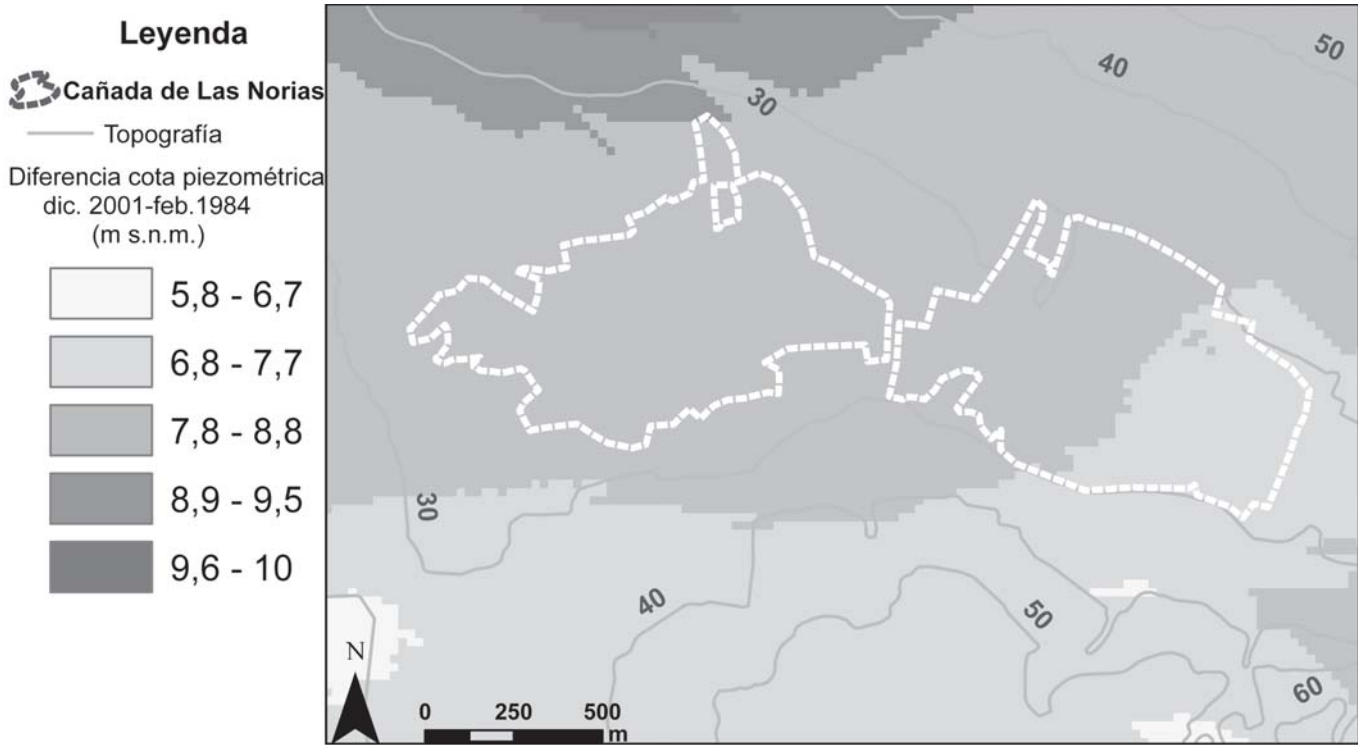 Leyenda
Cañada de Las Norias
Topografía
Diferencia cota piezométrica
dic. 2001-feb.1984
(m s.n.m.)
5,8 - 6,7
6,8 - 7,7
7,8 - 8,8
8,9 - 9,5
9,6 - 10
50
40
30
30
40
50
60
N
0 250 500
m